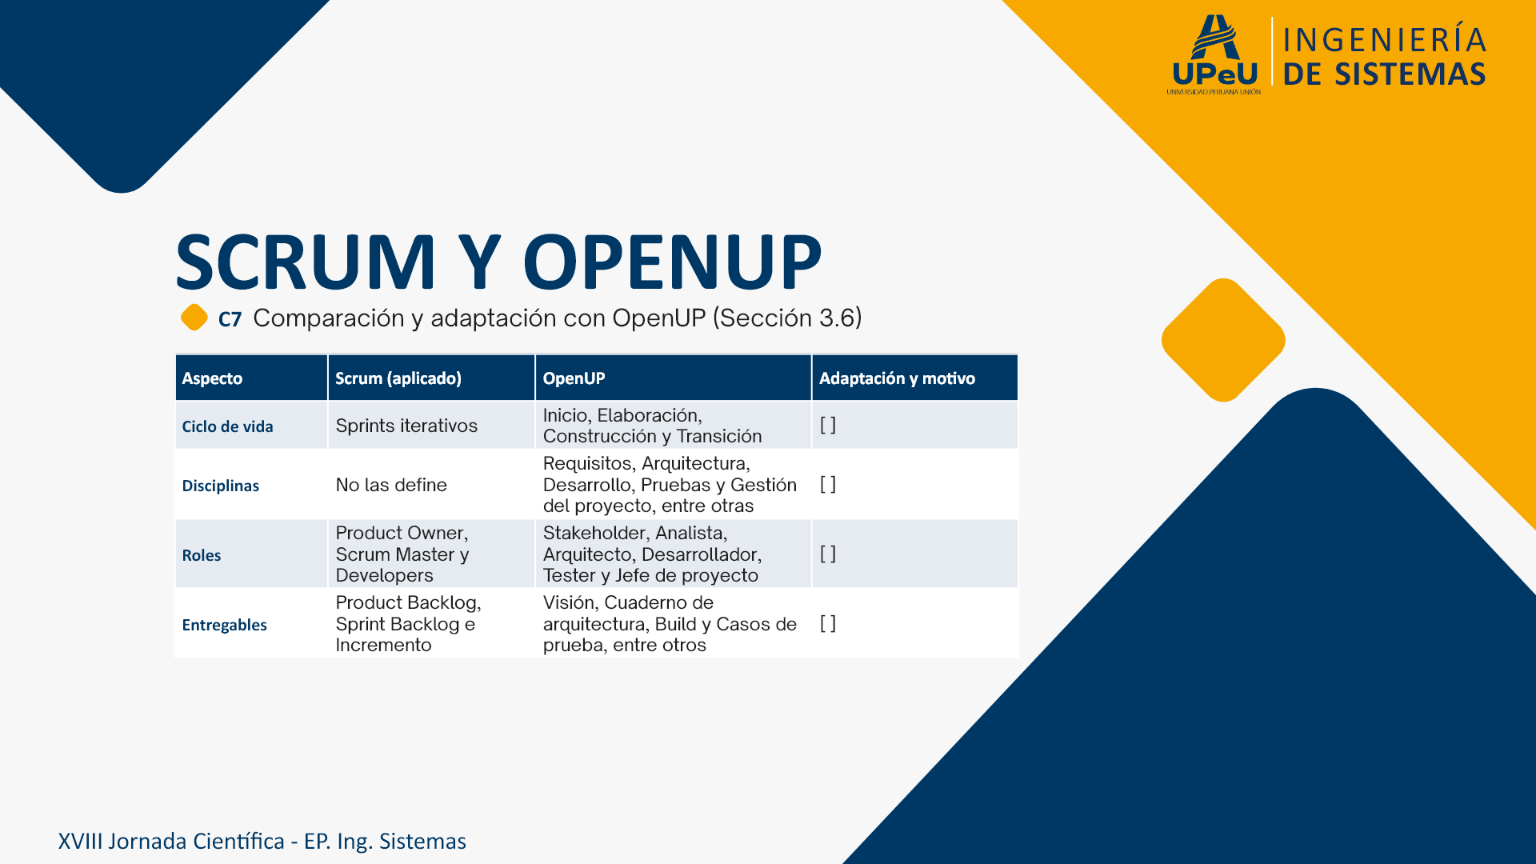 UPeU
UNIVERSIDAD PERUANA UNIÓN
INGENIERÍA
DE SISTEMAS
SCRUM Y OPENUP
C7 Comparación y adaptación con OpenUP (Sección 3.6)
Aspecto Scrum (aplicado) OpenUP Adaptación y motivo
Ciclo de vida
Sprints iterativos
Inicio, Elaboración,
Construcción y Transición
[ ]
Disciplinas
No las define
Requisitos, Arquitectura,
Desarrollo, Pruebas y Gestión
del proyecto, entre otras
[ ]
Roles
Product Owner,
Scrum Master y
Developers
Stakeholder, Analista,
Arquitecto, Desarrollador,
Tester y Jefe de proyecto
[ ]
Entregables
Product Backlog,
Sprint Backlog e
Incremento
Visión, Cuaderno de
arquitectura, Build y Casos de
prueba, entre otros
[ ]
XVIII Jornada Científica - EP. Ing. Sistemas